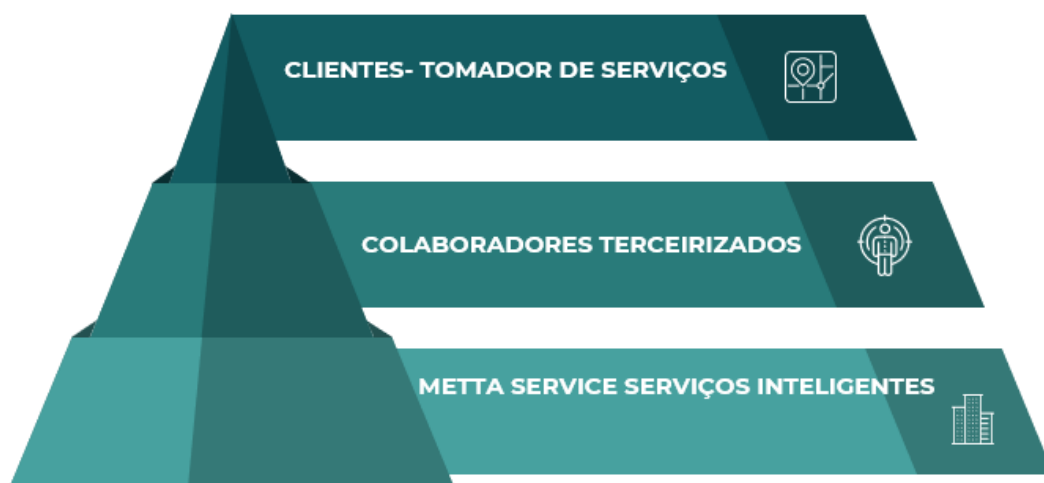 CLIENTES- TOMADOR DE SERVIÇOS
COLABORADORES TERCEIRIZADOS
METTA SERVICE SERVIÇOS INTELIGENTES